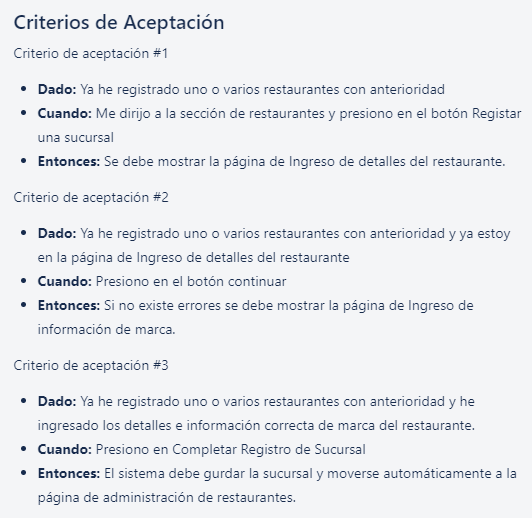 Criterios de Aceptación
Criterio de aceptación #1
• Dado: Ya he registrado uno o varios restaurantes con anterioridad
• Cuando: Me dirijo a la sección de restaurantes y presiono en el botón Registar
una sucursal
• Entonces: Se debe mostrar la página de Ingreso de detalles del restaurante.
Criterio de aceptación #2
• Dado: Ya he registrado uno o varios restaurantes con anterioridad y ya estoy
en la página de Ingreso de detalles del restaurante
• Cuando: Presiono en el botón continuar
• Entonces: Si no existe errores se debe mostrar la página de Ingreso de
información de marca.
Criterio de aceptación #3
• Dado: Ya he registrado uno o varios restaurantes con anterioridad y he
ingresado los detalles e información correcta de marca del restaurante.
• Cuando: Presiono en Completar Registro de Sucursal
• Entonces: El sistema debe gurdar la sucursal y moverse automáticamente a la
página de administración de restaurantes.